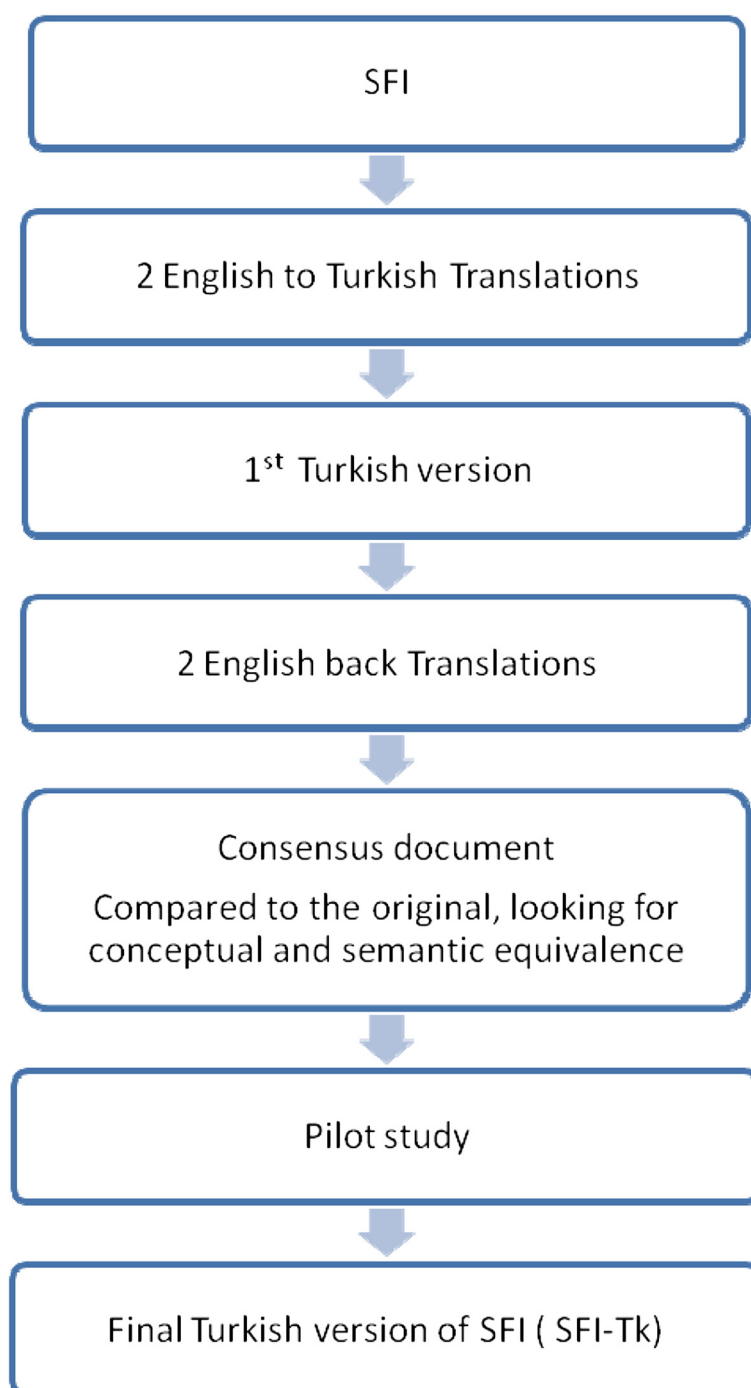 SFI
2 English to Turkish Translations
1st Turkish version
2 English back Translations
Consensus document
Compared to the original, looking for
conceptual and semantic equivalence
Pilot study
Final Turkish version of SFI ( SFI-Tk)